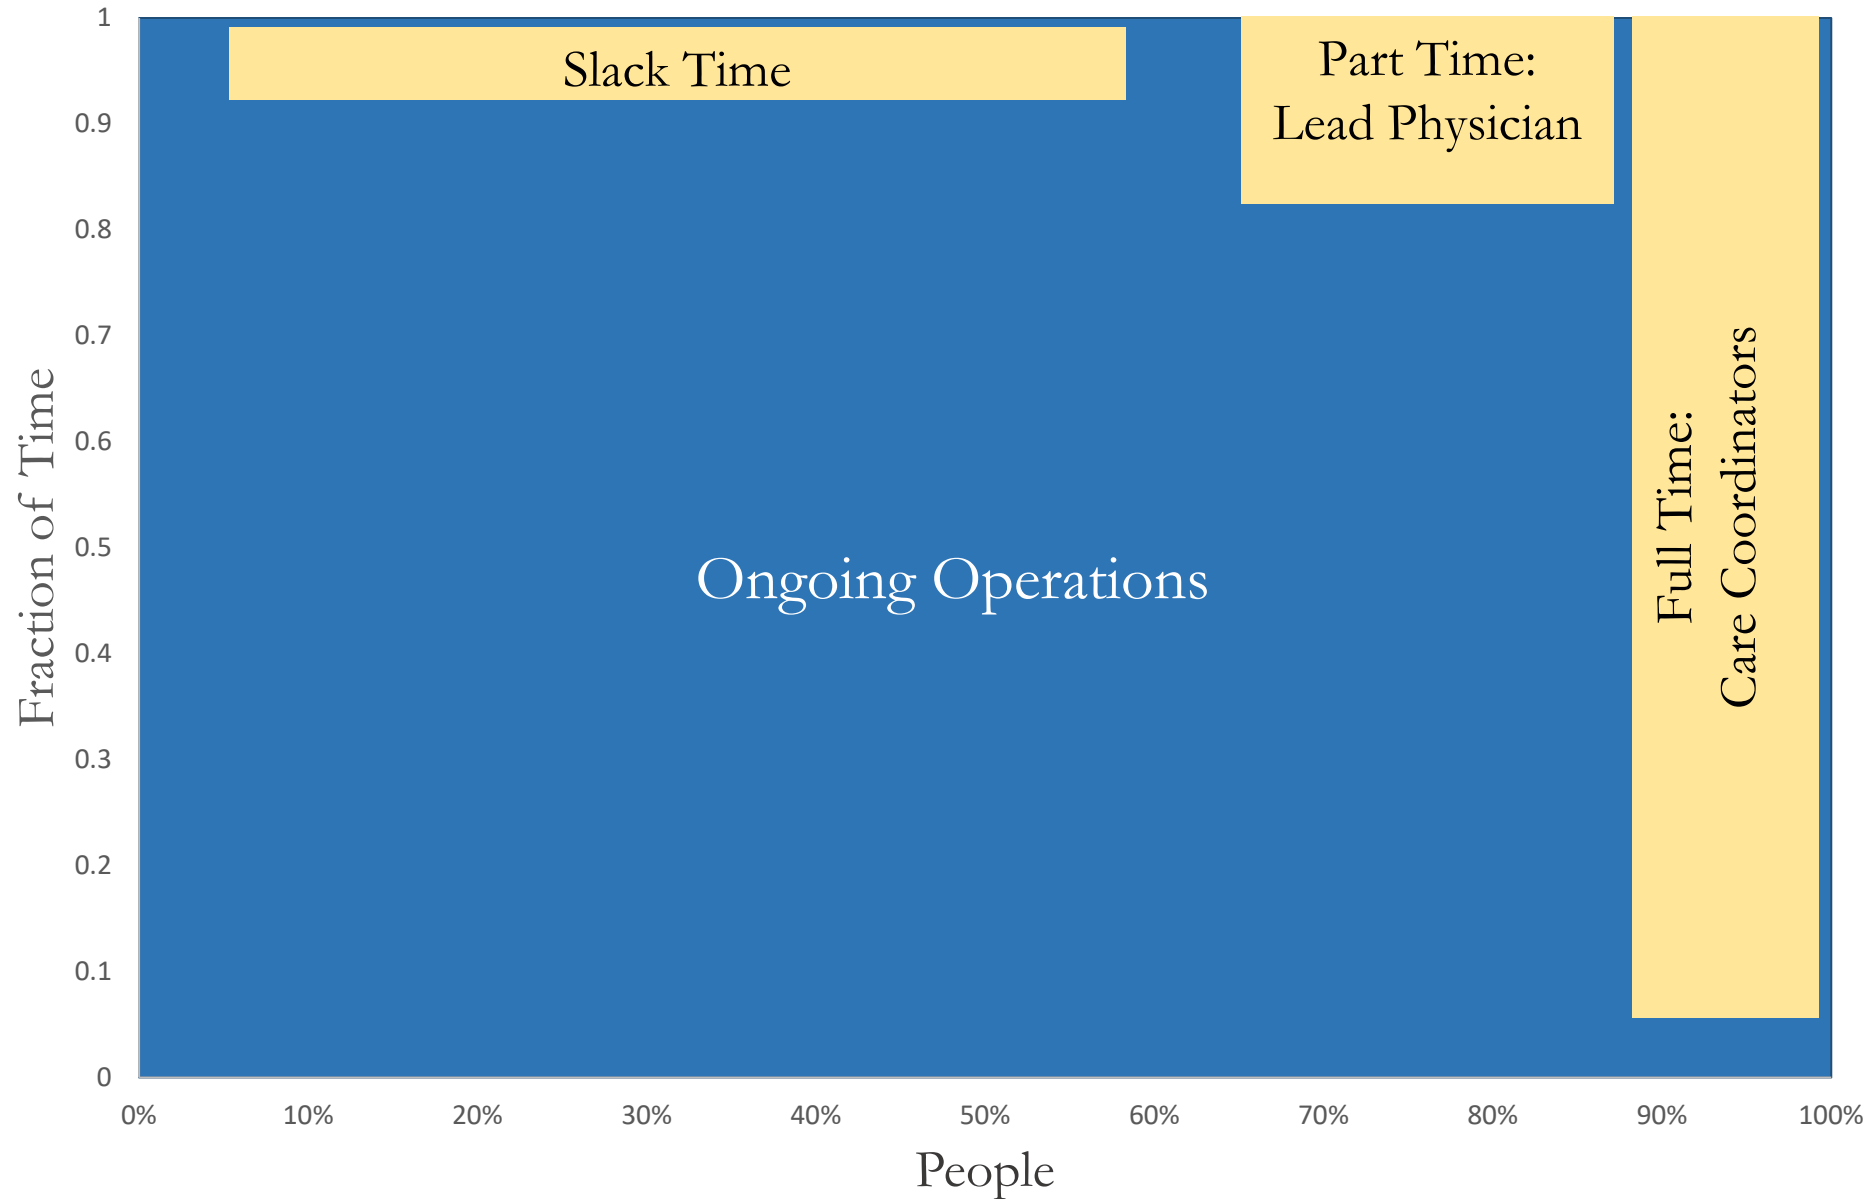 1
0.9
0.8
0.7
0.6
0.5
0.4
0.3
0.2
0.1
0
Fraction of Time
Slack Time
Part Time:
Lead Physician
Full Time:
Care Coordinators
Ongoing Operations
0% 10% 20% 30% 40% 50% 60% 70% 80% 90% 100%
People